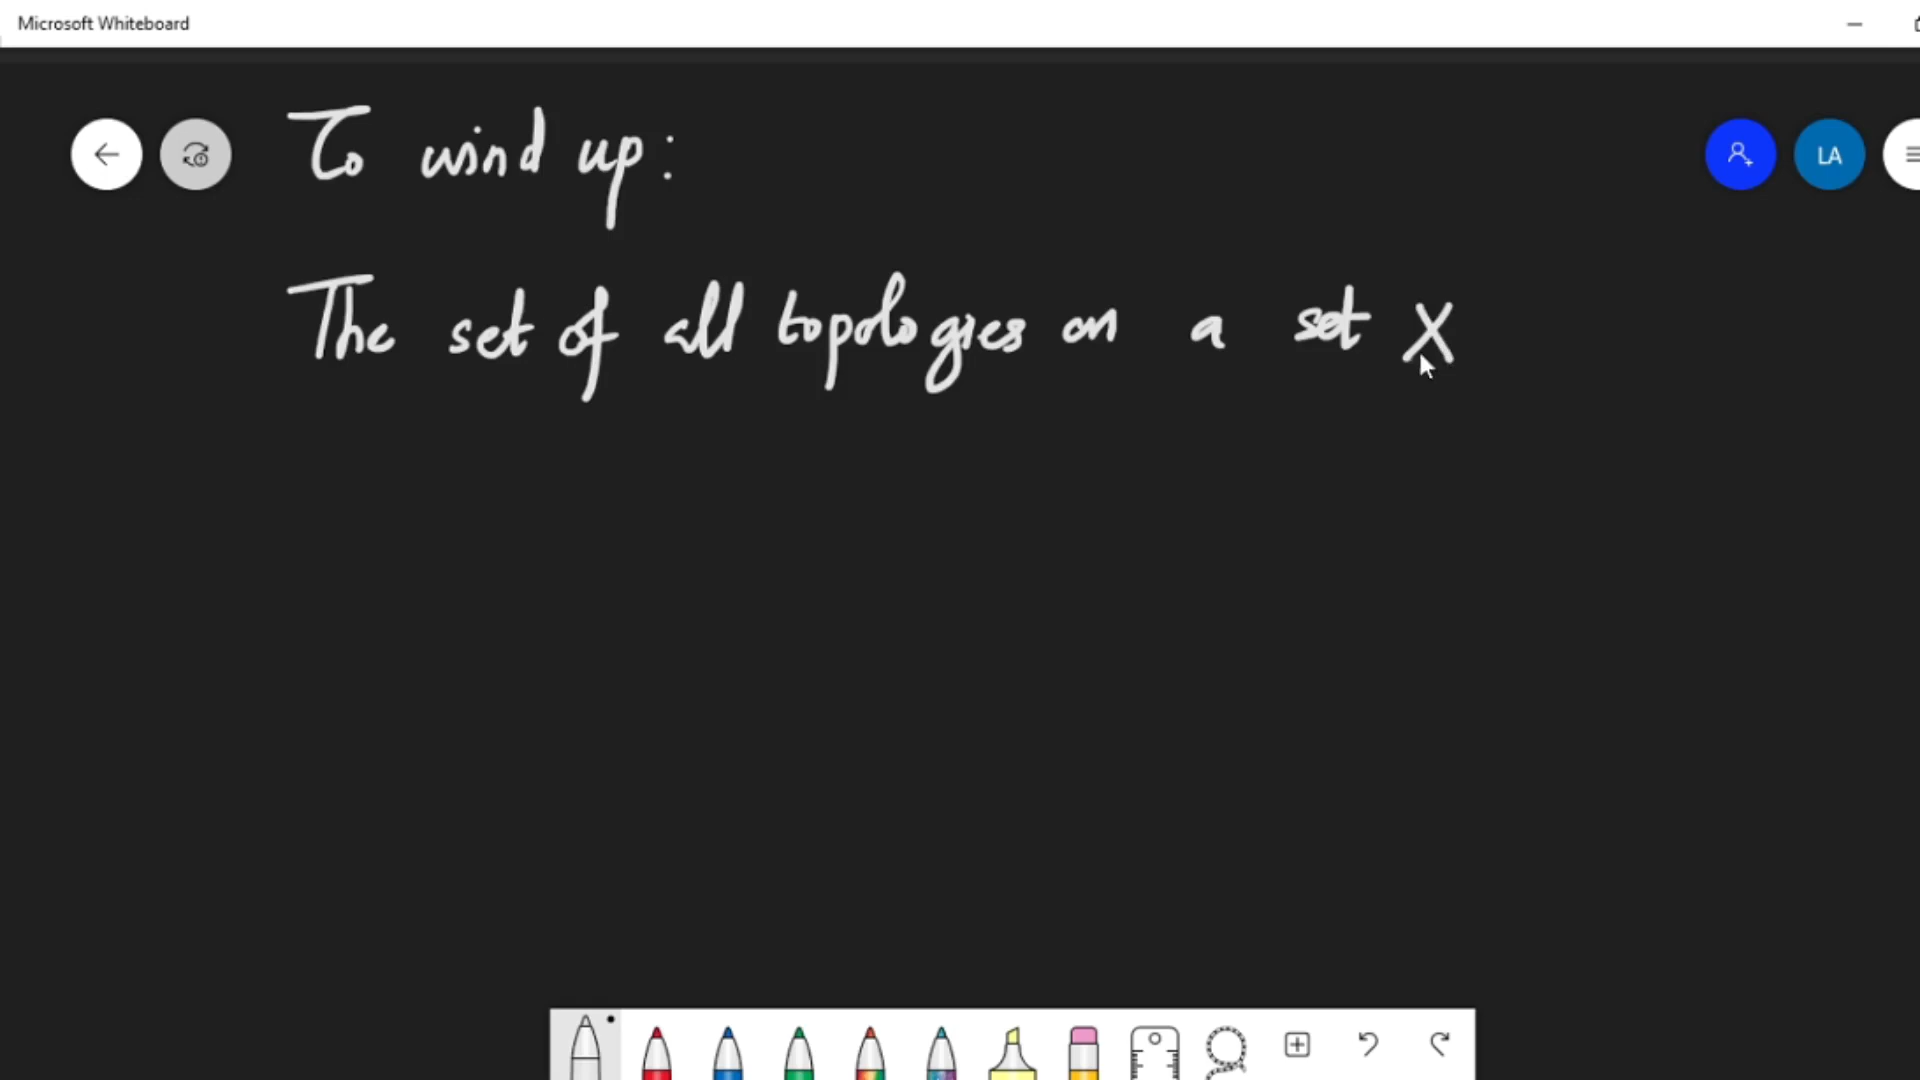 Microsoft Whiteboard
To wind up:
LA
The set of all topologies on a set X